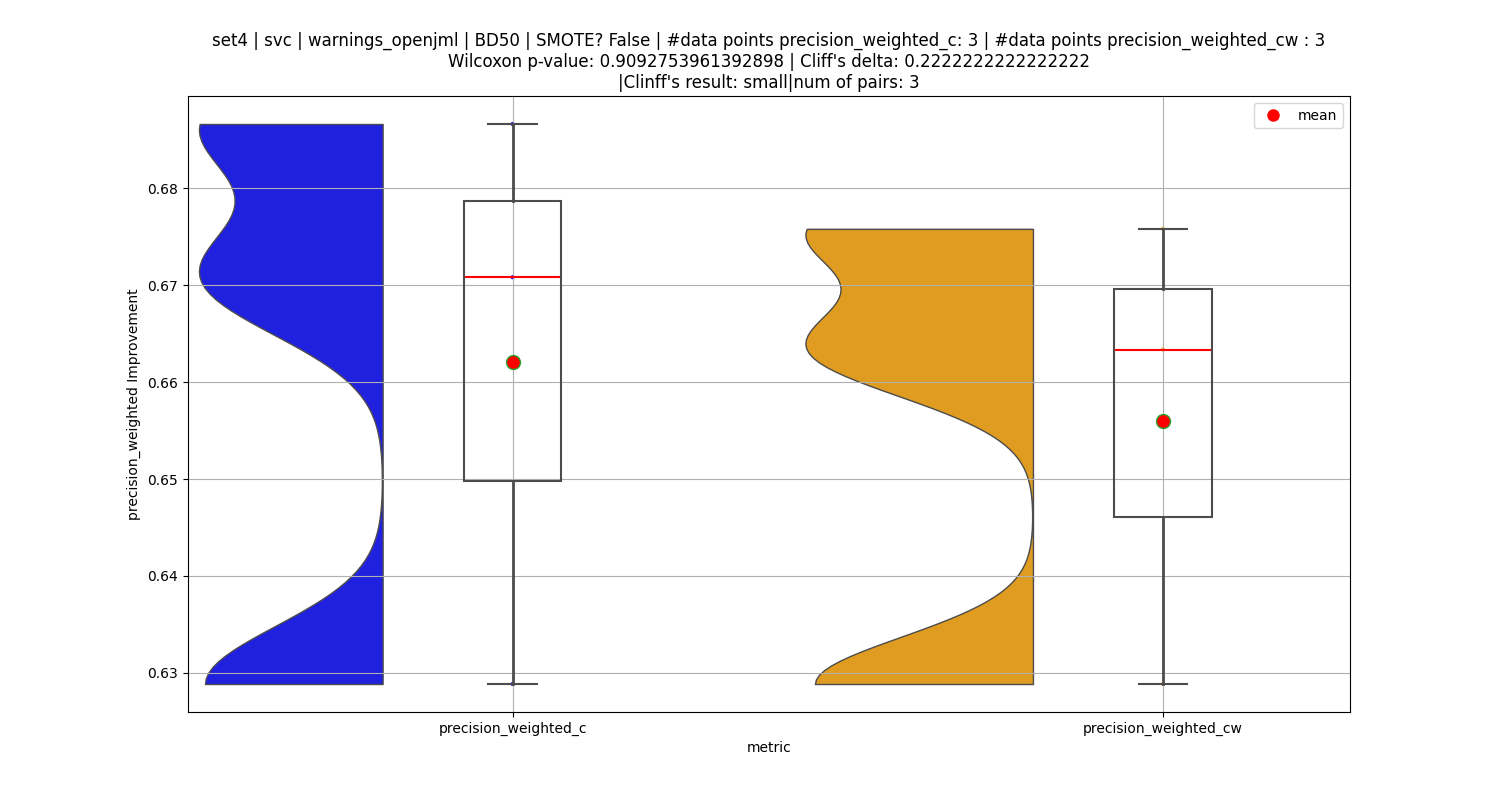 set4 | svc | warnings_openjml | BD50 | SMOTE? False | #data points precision_weighted_c: 3 | #data points precision_weighted_cw : 3
Wilcoxon p-value: 0.9092753961392898 | Cliff's delta: 0.2222222222222222
|Clinff's result: small|num of pairs: 3
mean
0.68
0.67
0.66
0.65
0.64
0.63
precision_weighted Improvement
precision_weighted_c
precision_weighted_cw
metric